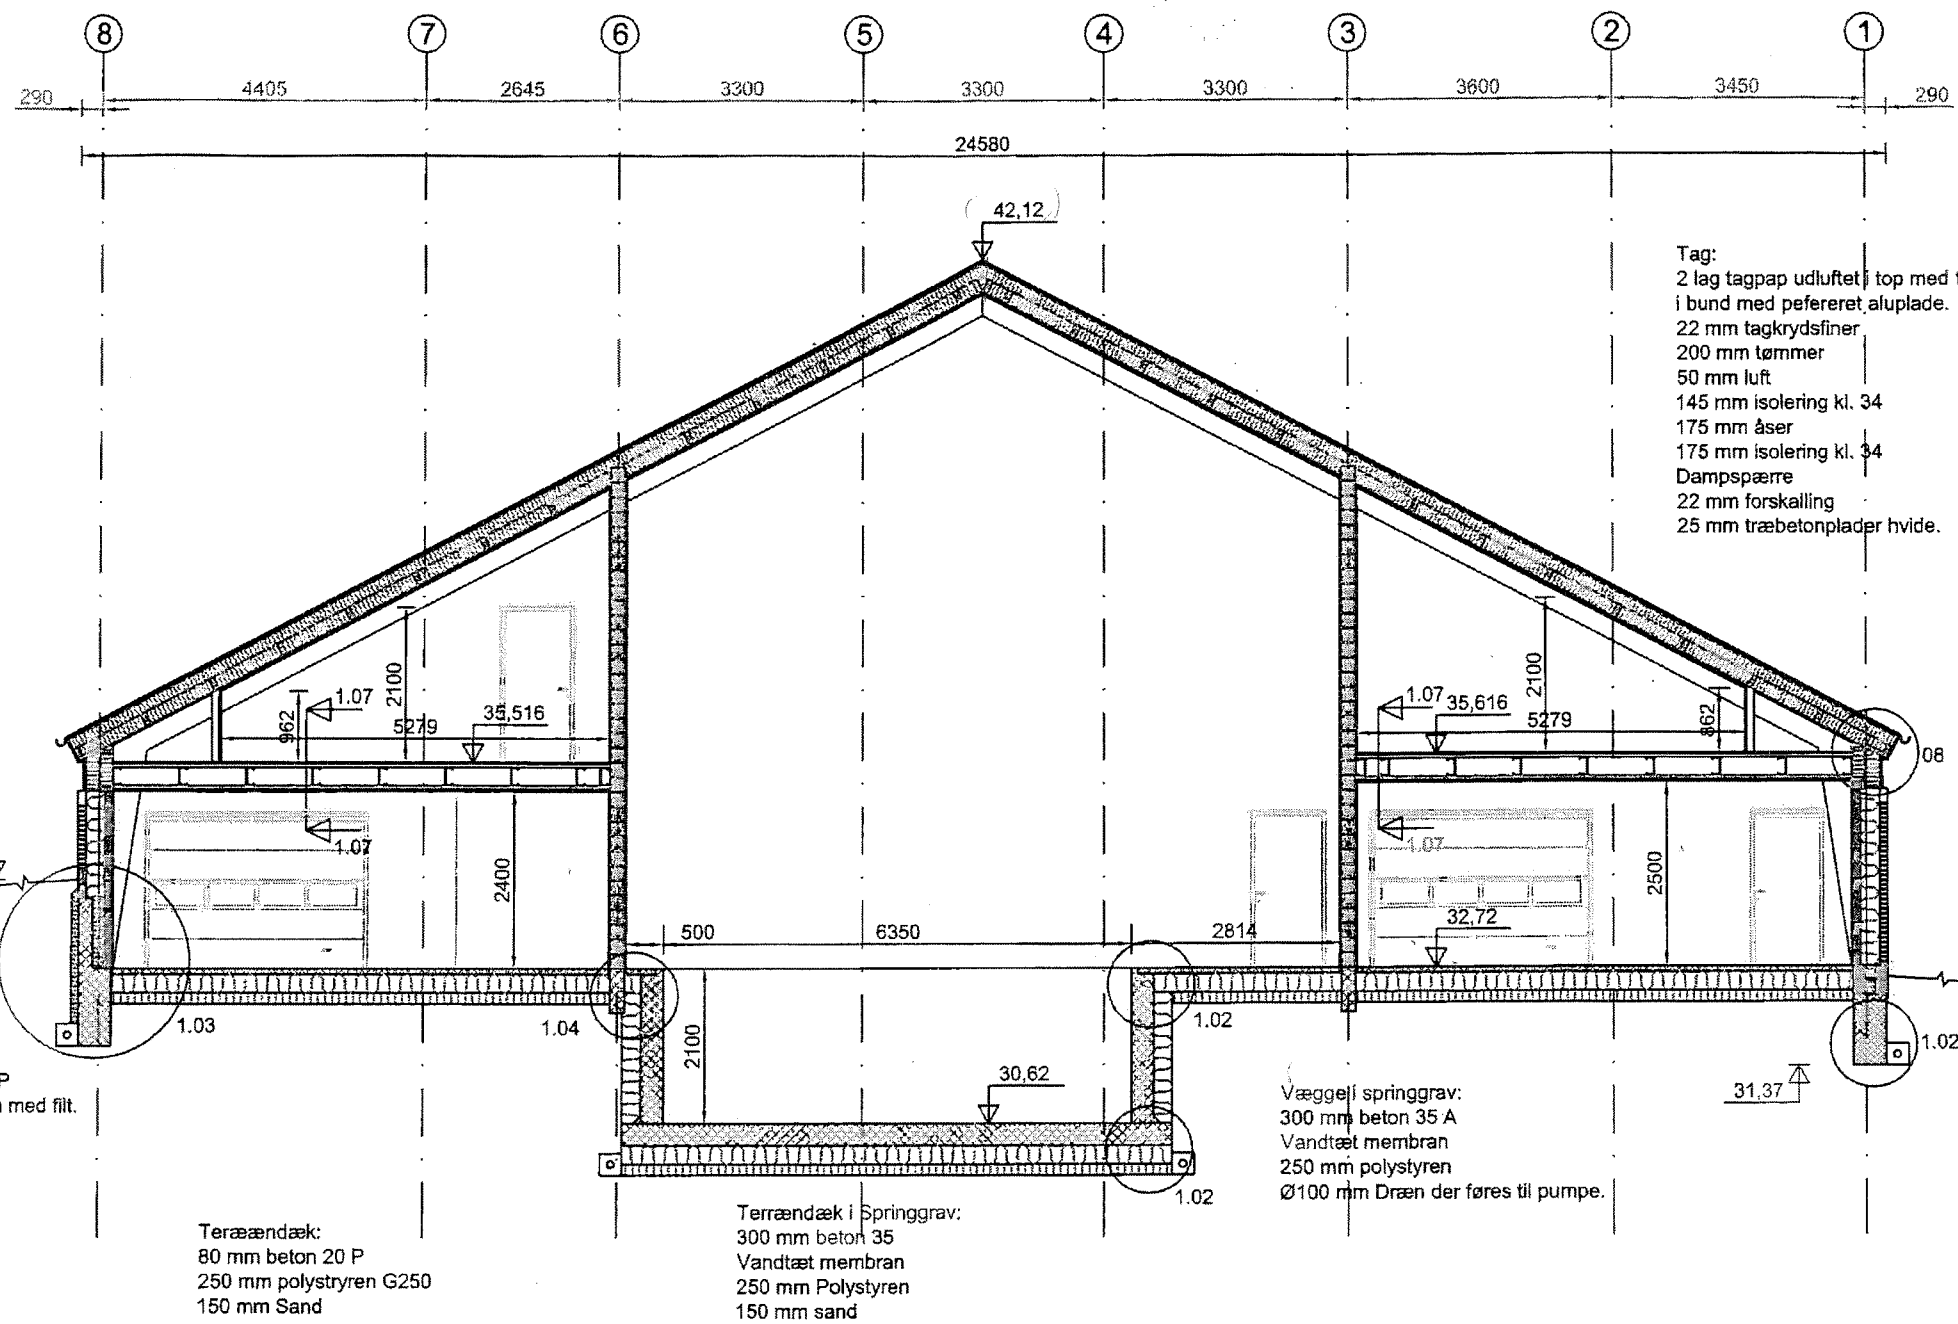 8 7 6 5 4 3 2 1
290 4405 2645 3300 3300 3300 3600 3450 290
24580
42,12
Tag:
2 lag tagpap udluftet i top med
i bund med pefereret aluplade.
22 mm tagkrydsfiner
200 mm tømmer
50 mm luft
145 mm isolering kl. 34
175 mm åser
175 mm isolering kl. 34
Dampspærre
22 mm forskalling
25 mm træbetonplader hvide.
962
1.07
2100
5279
35,516
1.07
35,616
2100
5279
862
08
1.07
2400
1.07
2500
500
6350
2814
32,72
1.03
1.04
2100
1.02
1.02
30,62
31,37
P
med filt.
Vægge i springgrav:
300 mm beton 35 A
Vandtæt membran
250 mm polystyren
Ø100 mm Dræn der føres til pumpe.
1.02
Teræændæk:
80 mm beton 20 P
250 mm polystryren G250
150 mm Sand
Terrændæk i Springgrav:
300 mm beton 35
Vandtæt membran
250 mm Polystyren
150 mm sand